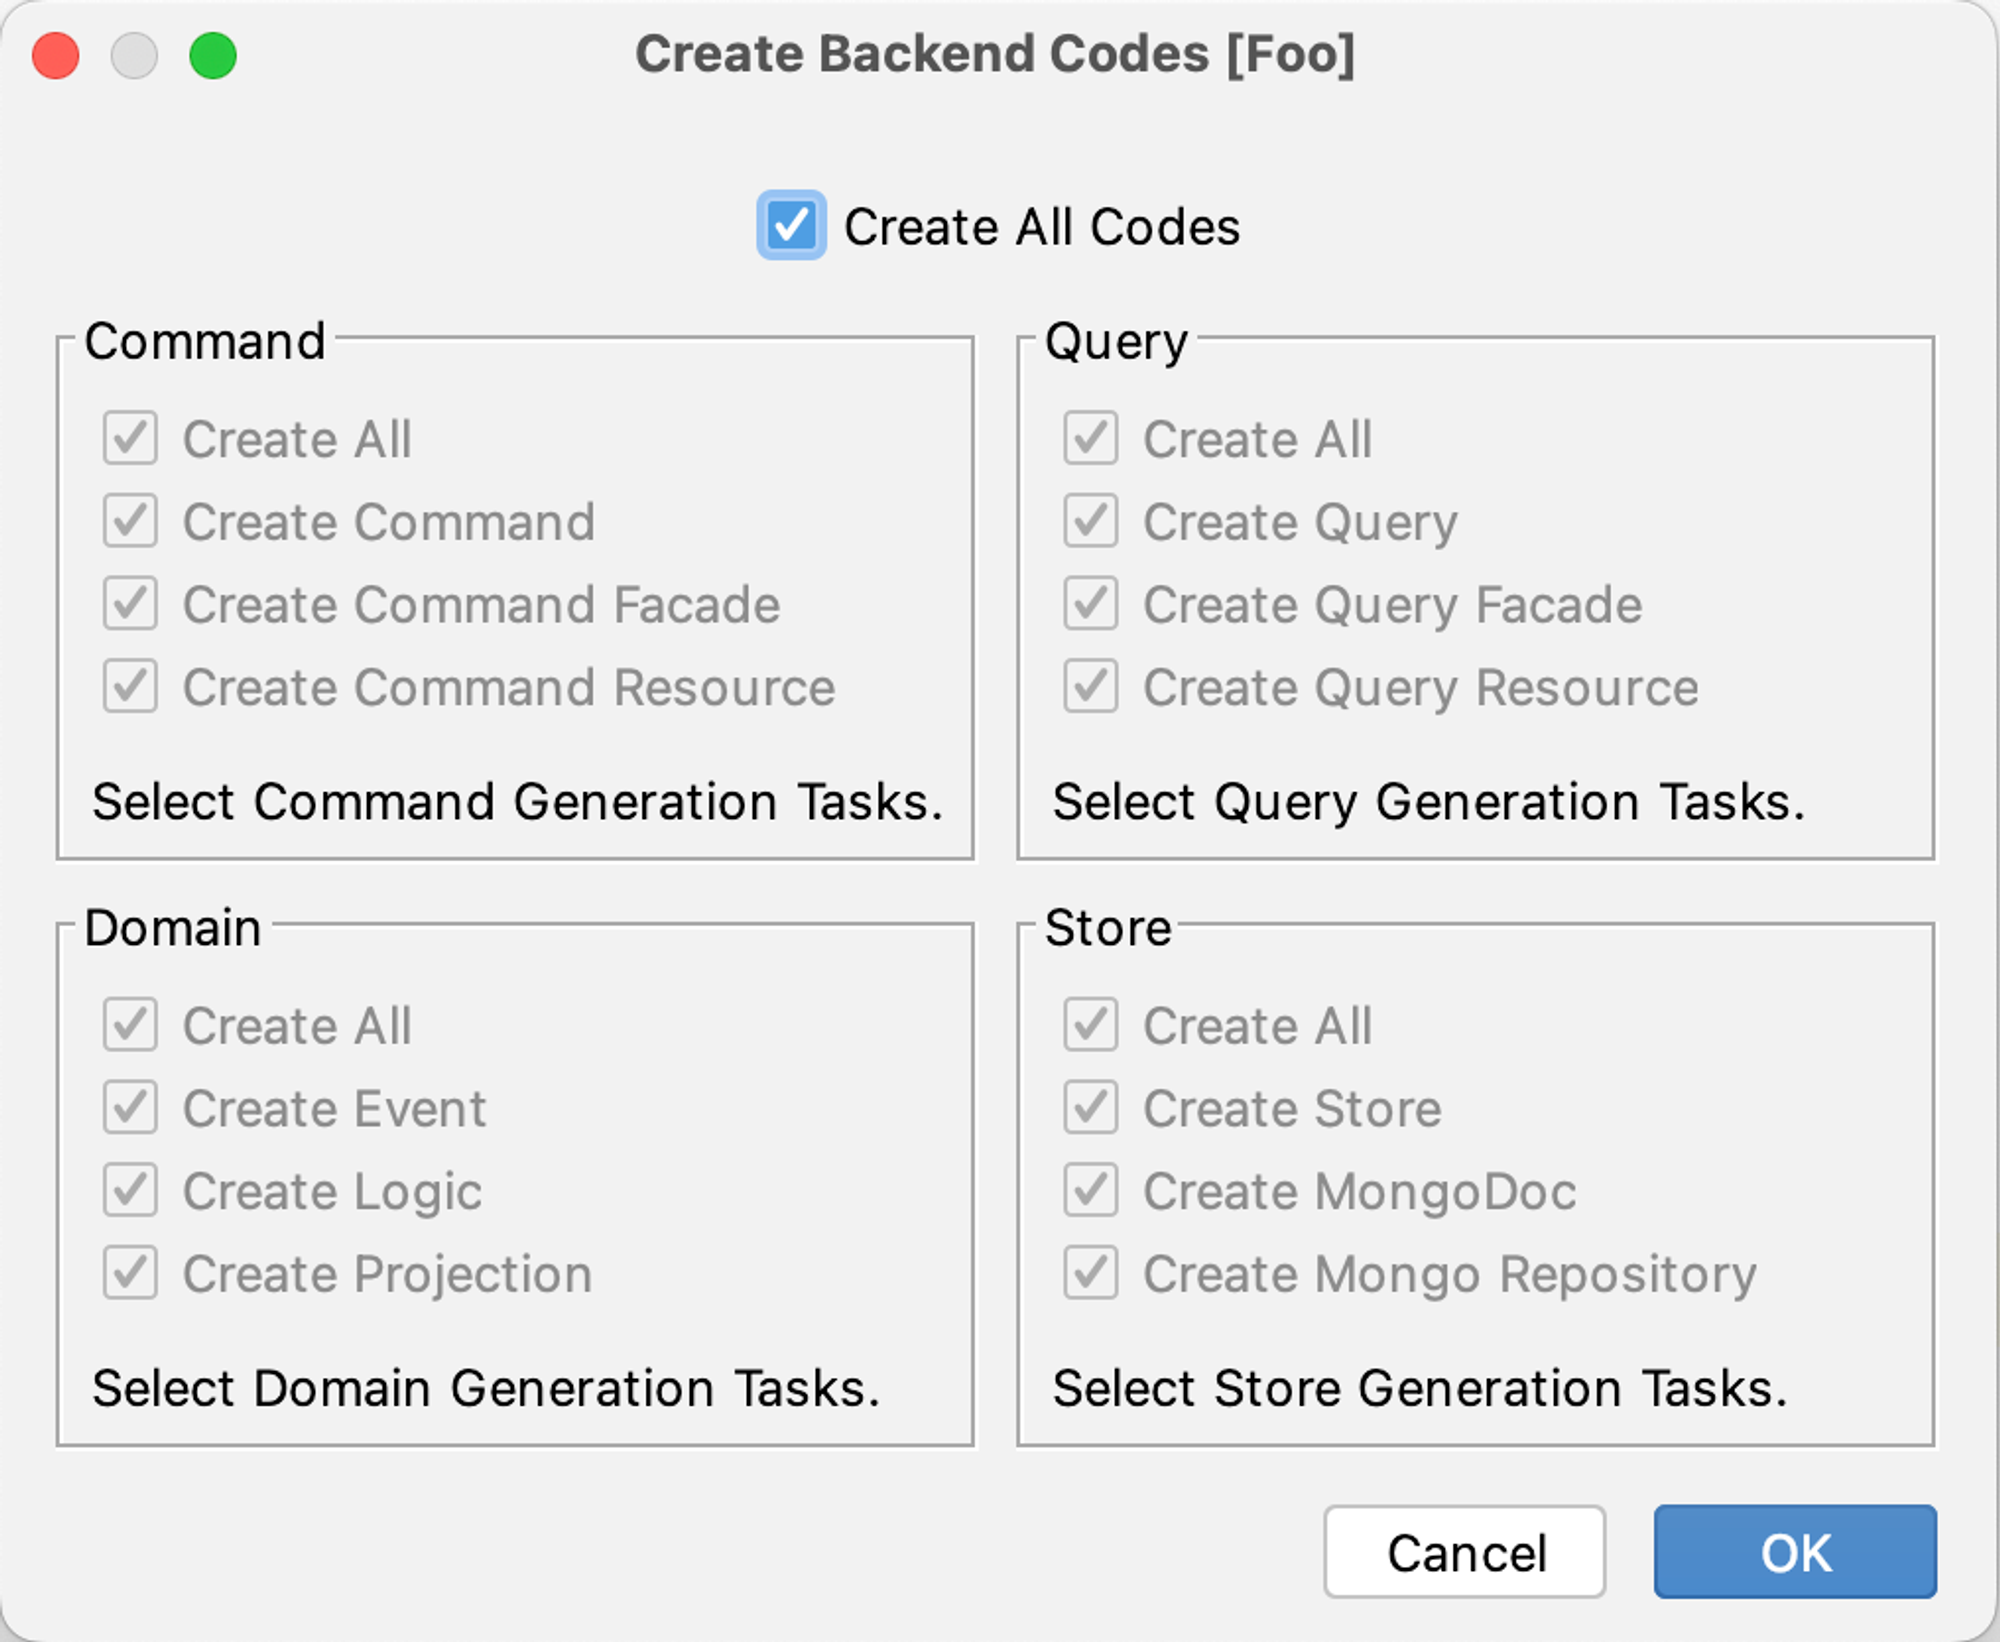 Create Backend Codes [Foo]
Create All Codes
Command
Create All
Create Command
Create Command Facade
Create Command Resource
Select Command Generation Tasks.
Query
Create All
Create Query
Create Query Facade
Create Query Resource
Select Query Generation Tasks.
Domain
Create All
Create Event
Create Logic
Create Projection
Select Domain Generation Tasks.
Store
Create All
Create Store
Create MongoDoc
Create Mongo Repository
Select Store Generation Tasks.
Cancel
OK